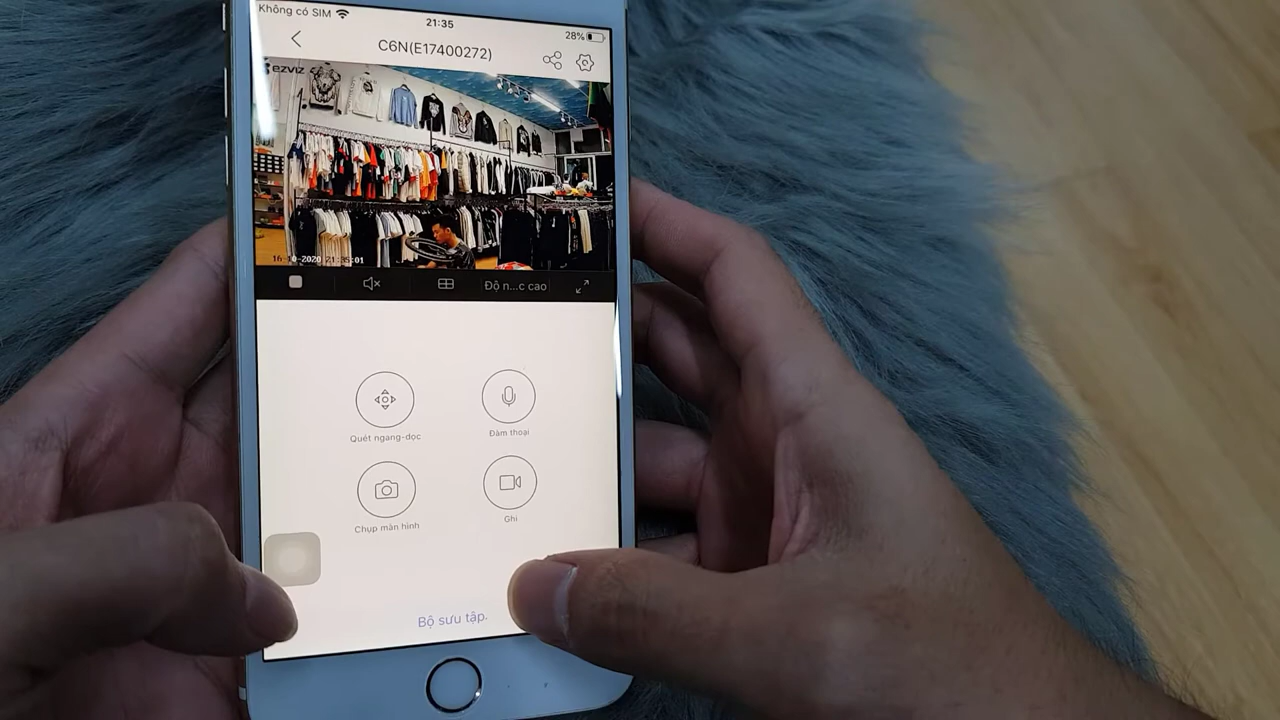 Không có SIM
21:35
28%
C6N(E17400272)
ezviz
16-10-2020 21:35:01
Độ n...c cao
Quét ngang-dọc
Đàm thoại
Chụp màn hình
Ghi
Bộ sưu tập.